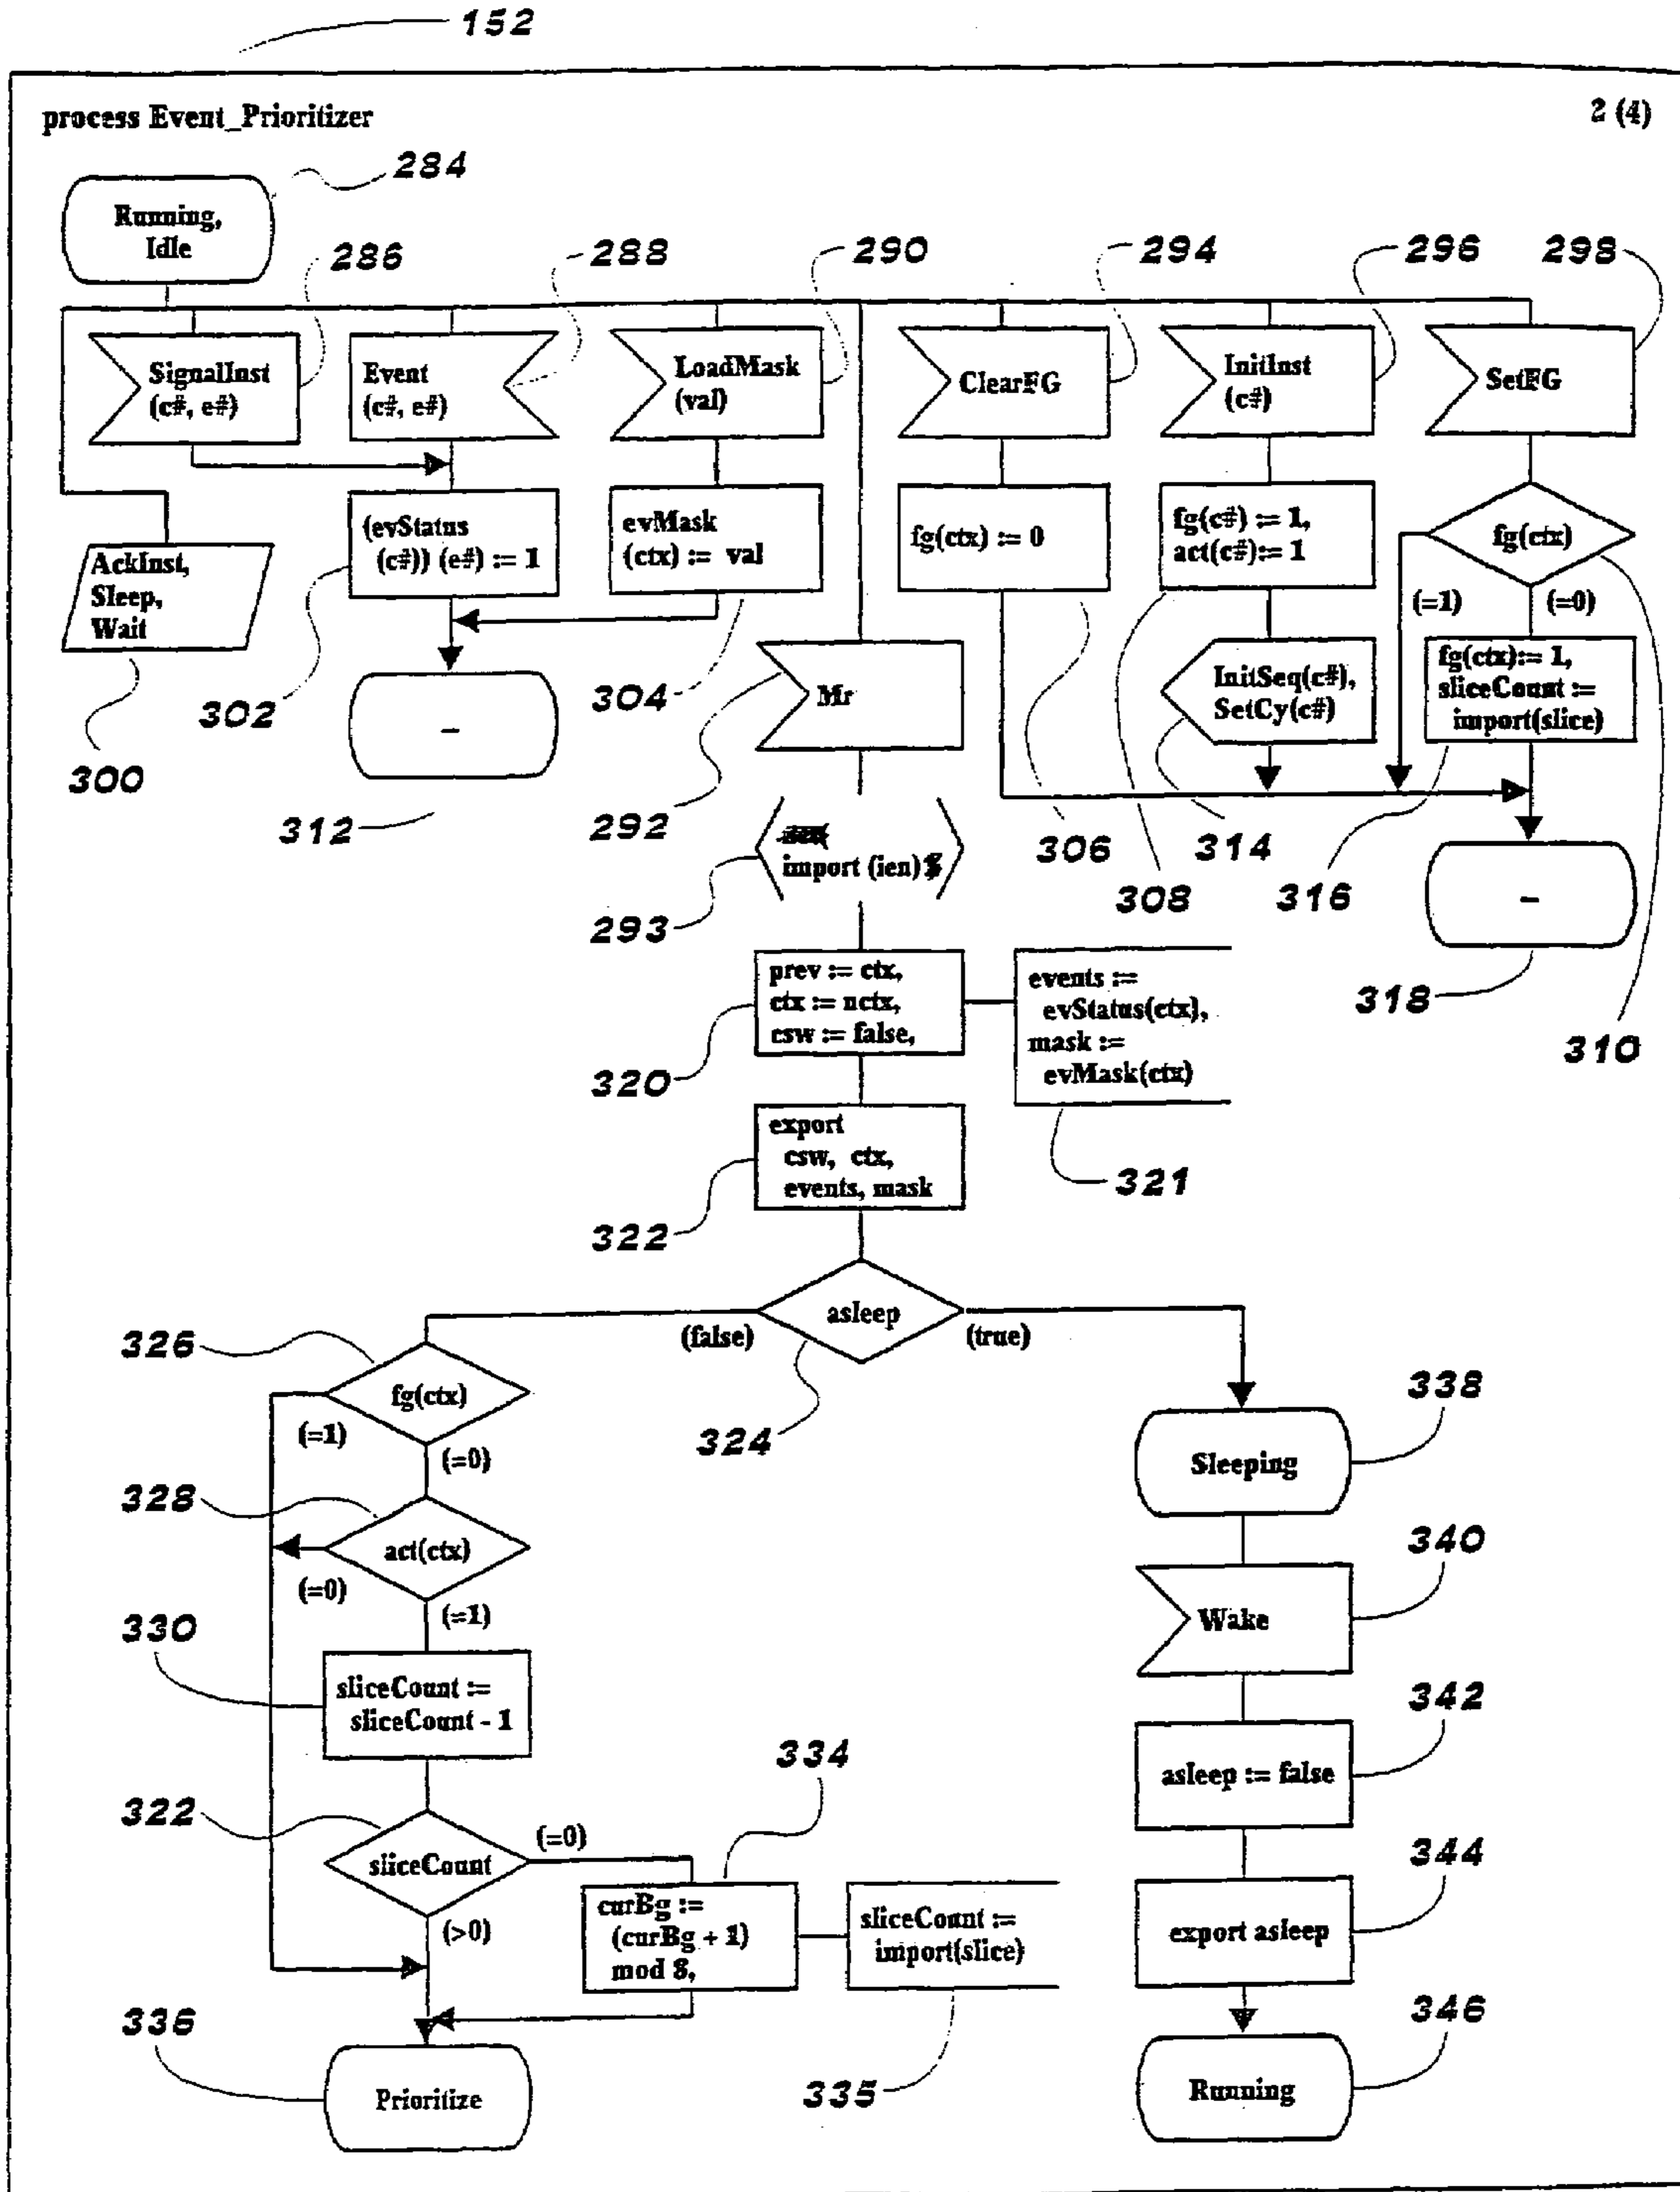 152
process Event_Prioritizer
2 (4)
284
Running,
Idle
286
288
290
294
296
298
SignalInst
(c#, e#)
Event
(c#, e#)
LoadMask
(val)
ClearFG
InitInst
(c#)
SetFG
AckInst,
Sleep,
Wait
(evStatus
(c#)) (e#) := 1
evMask
(ctx) := val
fg(ctx) := 0
fg(c#) := 1,
act(c#):= 1
fg(ctx)
(=1)
(=0)
300
302
304
Mr
InitSeq(c#),
SetCy(c#)
fg(ctx):= 1,
sliceCount :=
import(slice)
–
312
292
306
308
314
316
import (ien)
293
–
318
310
prev := ctx,
ctx := nctx,
csw := false,
320
events :=
evStatus(ctx),
mask :=
evMask(ctx)
321
export
csw, ctx,
events, mask
322
asleep
(false)
(true)
324
326
fg(ctx)
(=1)
(=0)
338
Sleeping
328
act(ctx)
(=0)
(=1)
340
Wake
330
sliceCount :=
sliceCount - 1
342
asleep := false
322
sliceCount
(=0)
(>0)
334
curBg :=
(curBg + 1)
mod 8,
sliceCount :=
import(slice)
335
344
export asleep
336
Prioritize
346
Running